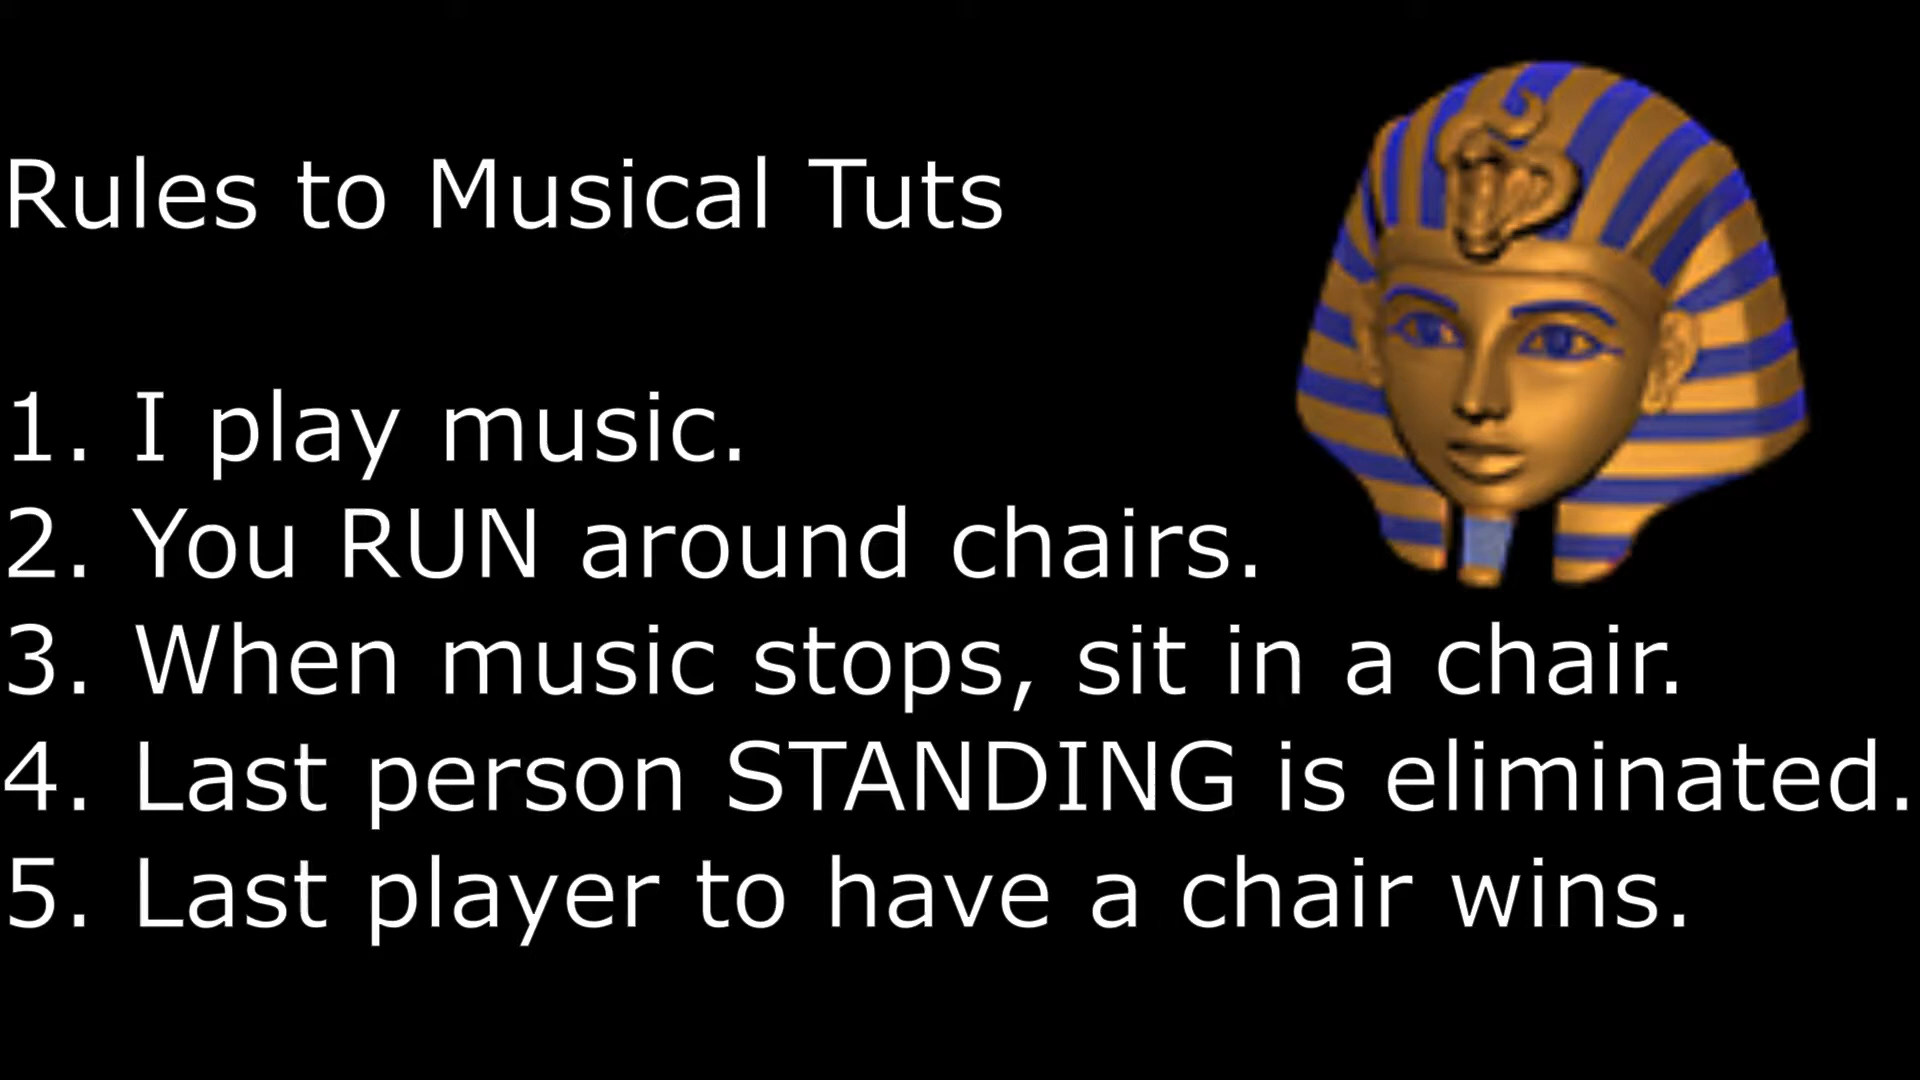 Rules to Musical Tuts
1. I play music.
2. You RUN around chairs.
3. When music stops, sit in a chair.
4. Last person STANDING is eliminated.
5. Last player to have a chair wins.